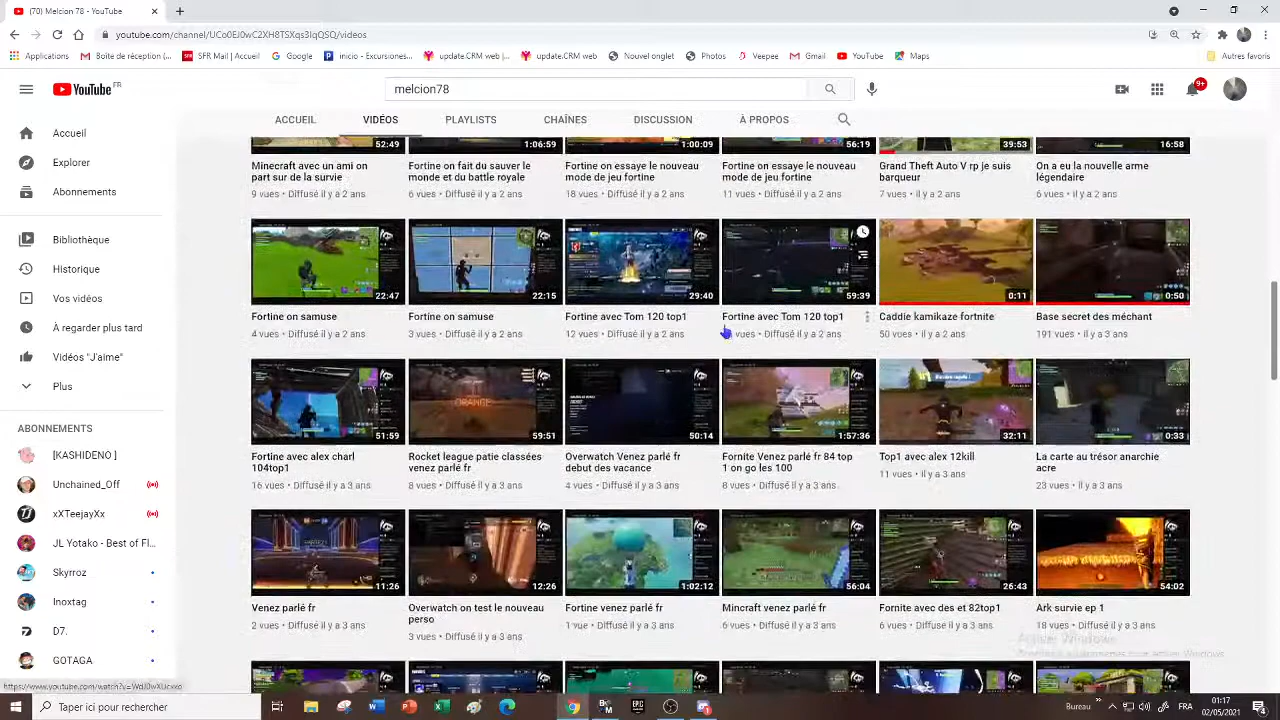 (70) Melcion 78 - YouTube
youtube.com/channel/UCo0EJ0wC2XH8TSXqs3IqQSQ/videos
Applications
Boîte de réception (...
SFR Mail | Accueil
Google
inicio - Excursiones...
update.CRM web
update.CRM web
Nouvel onglet
Photos
Veepee
Gmail
YouTube
Maps
Autres favoris
YouTube FR
melcion78
9+
ACCUEIL
VIDÉOS
PLAYLISTS
CHAÎNES
DISCUSSION
À PROPOS
Accueil
Explorer
Abonnements
Bibliothèque
Historique
Vos vidéos
À regarder plus tard
Vidéos "J'aime"
Plus
ABONNEMENTS
[KASHIDENO ]
Unchained_Off
xXTeejayXx
JL Yotako - Best of Fl...
Skyrroz
Inoxtag
D7.
GOTAGA
52:49
1:06:59
1:00:09
56:19
39:53
16:58
Minecraft avec un ami on
part sur de la survie
9 vues • Diffusé il y a 2 ans
Fortine on fait du sauver le
monde et du battle royale
6 vues • Diffusé il y a 2 ans
Fortine on essaye le nouveau
mode de jeu fortine
18 vues • Diffusé il y a 2 ans
Fortine on essaye le nouveau
mode de jeu fortine
11 vues • Diffusé il y a 2 ans
Grand Theft Auto V rp je suis
barqueur
7 vues • il y a 2 ans
On a eu la nouvelle arme
légendaire
6 vues • il y a 2 ans
22:47
22:15
29:40
59:39
0:11
0:50
Fortine on samuse
4 vues • Diffusé il y a 2 ans
Fortine on samuse
3 vues • Diffusé il y a 2 ans
Fortine avec Tom 120 top1
12 vues • Diffusé il y a 2 ans
Fortine avec Tom 120 top1
vues • Diffusé il y a 2 ans
Caddie kamikaze fortnite
50 vues • il y a 2 ans
Base secret des méchant
191 vues • il y a 3 ans
51:59
ORANGE
59:51
50:14
1:57:36
32:11
0:33
Fortine avec alex charl
104top1
16 vues • Diffusé il y a 3 ans
Rocket league patie classées
venez parlé fr
8 vues • Diffusé il y a 3 ans
Overwatch Venez parlé fr
debut des vacance
4 vues • Diffusé il y a 3 ans
Fornite Venez parlé fr 84 top
1 on go les 100
8 vues • Diffusé il y a 3 ans
Top1 avec alex 12kill
11 vues • il y a 3 ans
La carte au trésor anarchie
acre
23 vues • il y a 3 ans
11:26
12:26
1:02:12
56:04
26:43
54:02
Venez parlé fr
2 vues • Diffusé il y a 3 ans
Overwatch on test le nouveau
perso
3 vues • Diffusé il y a 3 ans
Fortine venez parlé fr
1 vue • Diffusé il y a 3 ans
Mincraft venez parlé fr
6 vues • Diffusé il y a 3 ans
Fornite avec des et 82top1
6 vues • Diffusé il y a 3 ans
Ark survie ep 1
18 vues • Diffusé il y a 3 ans
Activer Windows
Taper ici pour rechercher
Bureau
FRA
01:17
02/05/2021